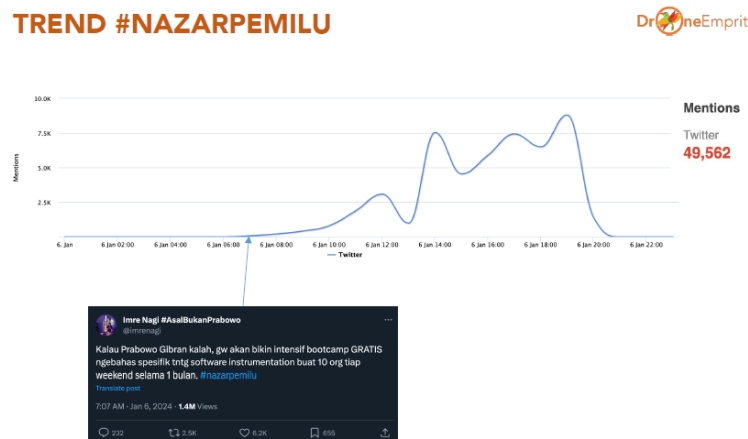 TREND #NAZARPEMILU
DroneEmprit
10.0K
7.5K
5.0K
2.5K
Mentions
6. Jan
6 Jan 02:00
6 Jan 04:00
6 Jan 06:00
6 Jan 08:00
6 Jan 10:00
6 Jan 12:00
6 Jan 14:00
6 Jan 16:00
6 Jan 18:00
6 Jan 20:00
6 Jan 22:00
Twitter
Mentions
Twitter
49,562
Imre Nagi #AsalBukanPrabowo
@imrenagi
Kalau Prabowo Gibran kalah, gw akan bikin intensif bootcamp GRATIS
ngebahas spesifik tntg software instrumentation buat 10 org tiap
weekend selama 1 bulan. #nazarpemilu
Translate post
7:07 AM · Jan 6, 2024 · 1.4M Views
232
2.5K
6.2K
655